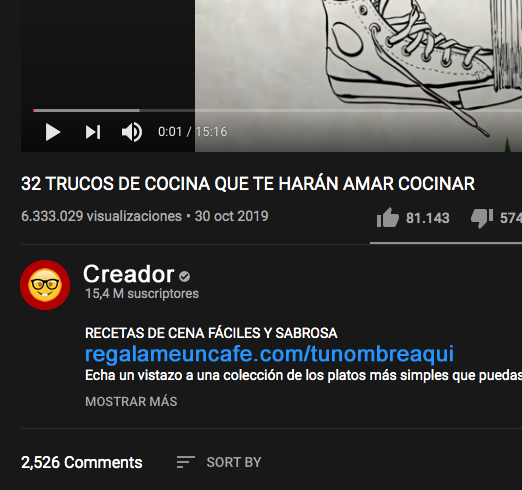 0:01 / 15:16
32 TRUCOS DE COCINA QUE TE HARÁN AMAR COCINAR
6.333.029 visualizaciones • 30 oct 2019
81.143
574
Creador
15,4 M suscriptores
RECETAS DE CENA FÁCILES Y SABROSA
regalameuncafe.com/tunombreaqui
Echa un vistazo a una colección de los platos más simples que puedas
MOSTRAR MÁS
2,526 Comments
SORT BY